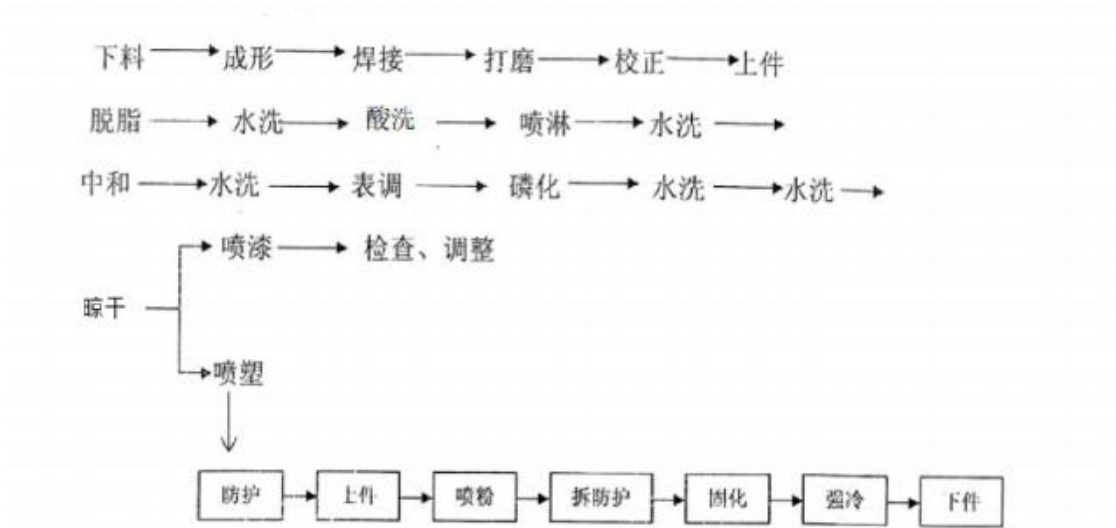 下料 成形 焊接 打磨 校正 上件
脱脂 水洗 酸洗 喷淋 水洗
中和 水洗 表调 磷化 水洗 水洗
喷漆 检查、调整
晾干
喷塑
防护 上件 喷粉 拆防护 固化 强冷 下件